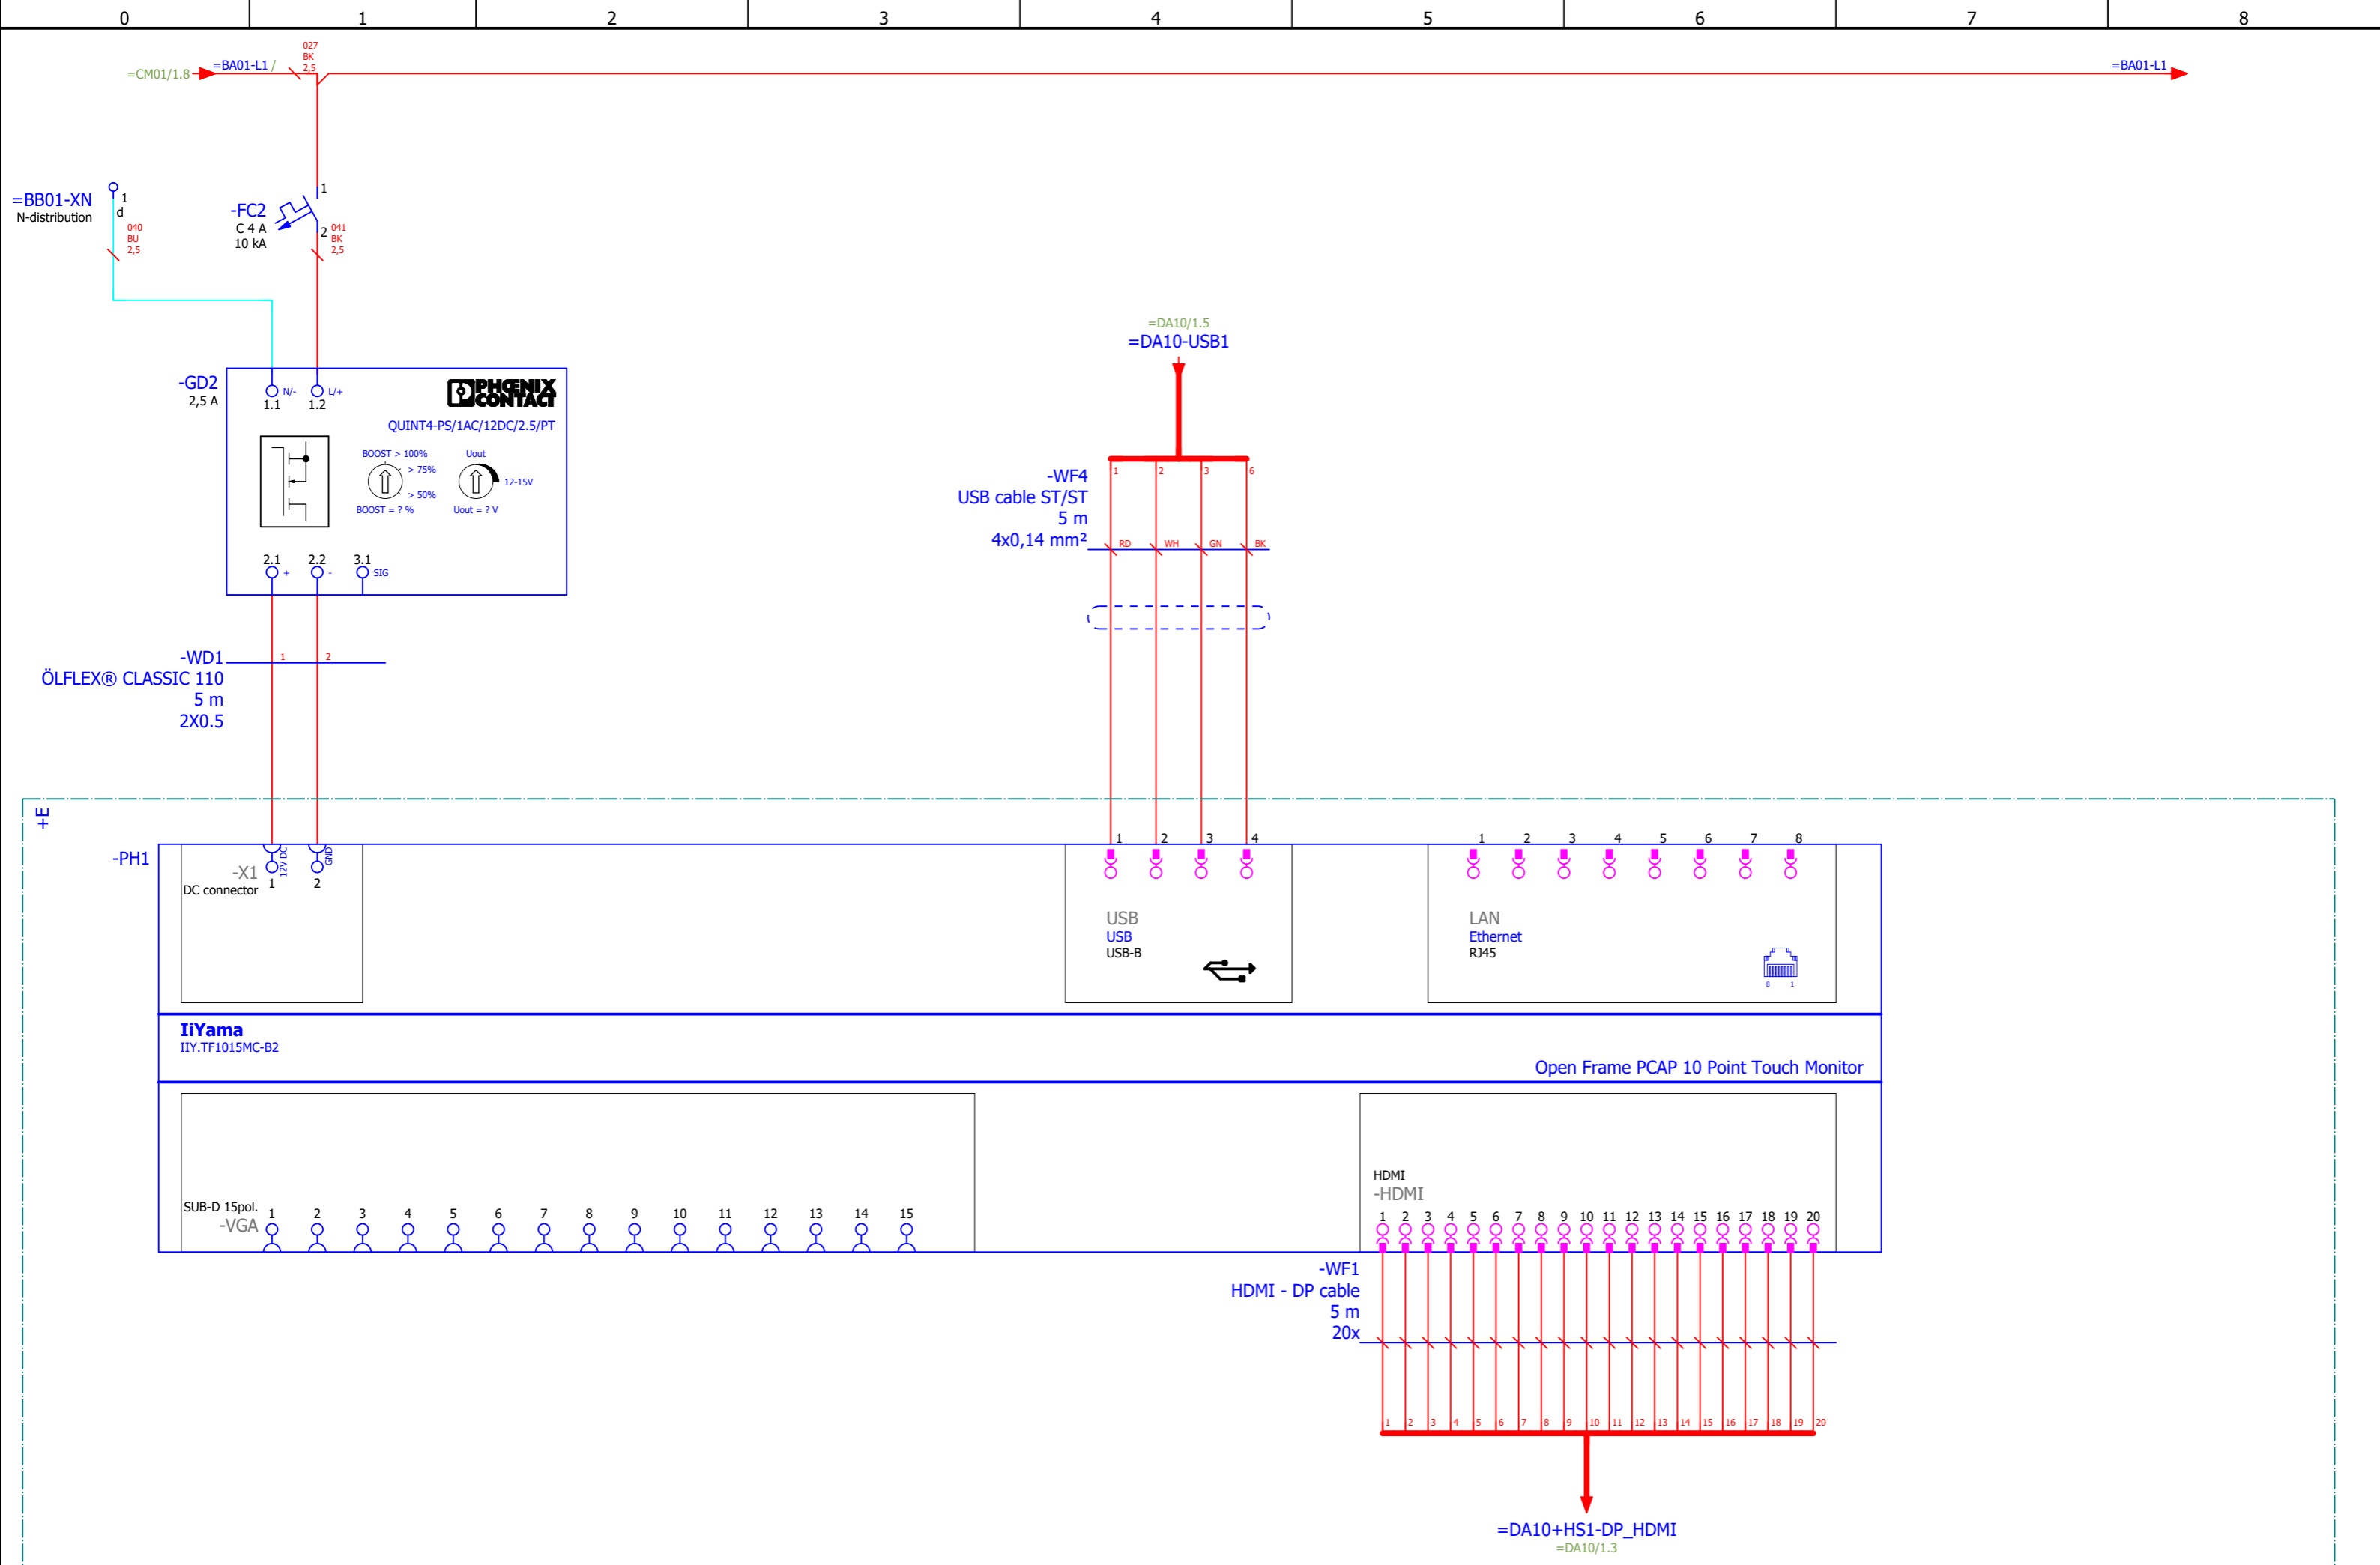 0 1 2 3 4 5 6 7 8
=CM01/1.8
=BA01-L1 /
027
BK
2,5
=BA01-L1
=BB01-XN
N-distribution
1
d
040
BU
2,5
-FC2
C 4 A
10 kA
1
2
041
BK
2,5
=DA10/1.5
=DA10-USB1
-GD2
2,5 A
N/- L/+
1.1 1.2
PHŒNIX
CONTACT
QUINT4-PS/1AC/12DC/2.5/PT
BOOST > 100%
> 75%
> 50%
BOOST = ? %
Uout
12-15V
Uout = ? V
2.1 2.2 3.1
+ - SIG
-WF4
USB cable ST/ST
5 m
4x0,14 mm²
1 2 3 6
RD WH GN BK
-WD1
ÖLFLEX® CLASSIC 110
5 m
2X0.5
1 2
+E
-PH1
-X1
DC connector
12V DC
GND
1 2
1 2 3 4
USB
USB
USB-B
1 2 3 4 5 6 7 8
LAN
Ethernet
RJ45
8 1
IiYama
IIY.TF1015MC-B2
Open Frame PCAP 10 Point Touch Monitor
SUB-D 15pol.
-VGA
1 2 3 4 5 6 7 8 9 10 11 12 13 14 15
HDMI
-HDMI
1 2 3 4 5 6 7 8 9 10 11 12 13 14 15 16 17 18 19 20
-WF1
HDMI - DP cable
5 m
20x
1 2 3 4 5 6 7 8 9 10 11 12 13 14 15 16 17 18 19 20
=DA10+HS1-DP_HDMI
=DA10/1.3